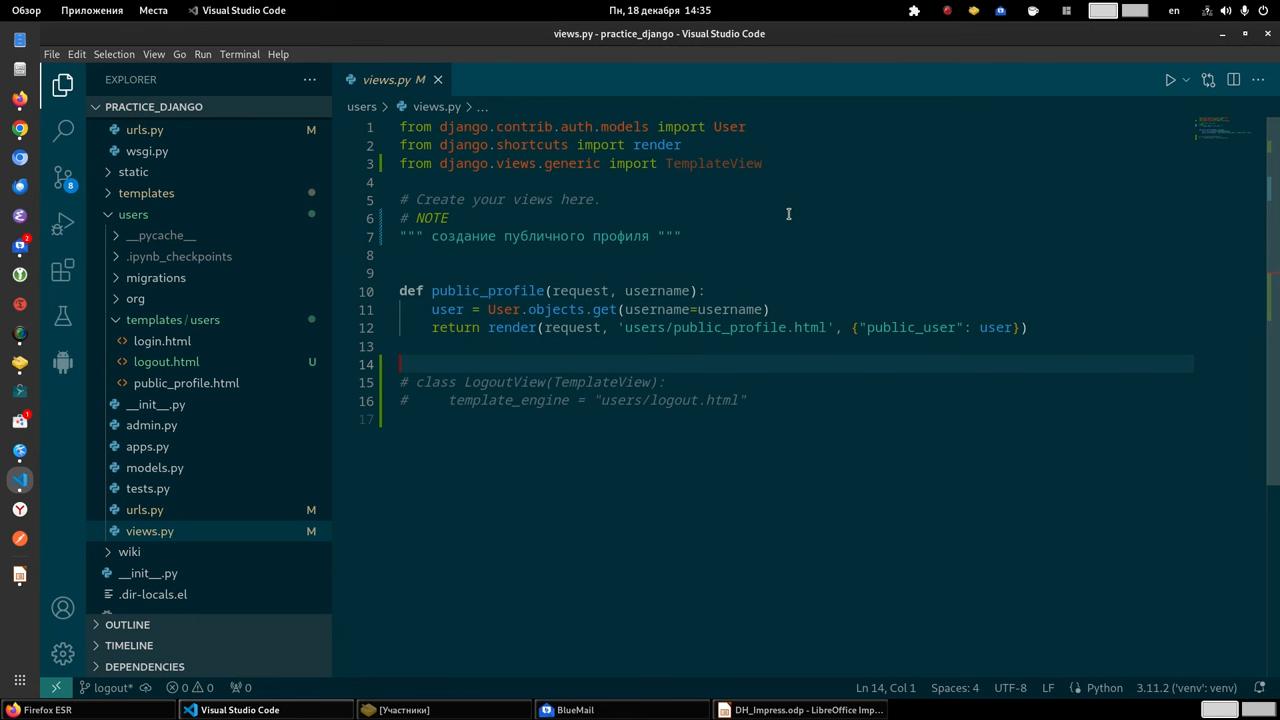 Обзор Приложения Места Visual Studio Code Пн, 18 декабря 14:35 en
views.py - practice_django - Visual Studio Code
File Edit Selection View Go Run Terminal Help
EXPLORER
views.py M
PRACTICE_DJANGO
users > views.py > ...
urls.py M
wsgi.py
static
templates
users
__pycache__
.ipynb_checkpoints
migrations
org
templates/users
login.html
logout.html U
public_profile.html
__init__.py
admin.py
apps.py
models.py
tests.py
urls.py M
views.py M
wiki
__init__.py
.dir-locals.el
OUTLINE
TIMELINE
DEPENDENCIES
8
2
1
1 from django.contrib.auth.models import User
2 from django.shortcuts import render
3 from django.views.generic import TemplateView
4
5 # Create your views here.
6 # NOTE
7 """ создание публичного профиля """
8
9
10 def public_profile(request, username):
11 user = User.objects.get(username=username)
12 return render(request, 'users/public_profile.html', {"public_user": user})
13
14
15 # class LogoutView(TemplateView):
16 # template_engine = "users/logout.html"
17
logout* 0 0 0 Ln 14, Col 1 Spaces: 4 UTF-8 LF Python 3.11.2 ('venv': venv)
Firefox ESR Visual Studio Code [Участники] BlueMail DH_Impress.odp - LibreOffice Imp...